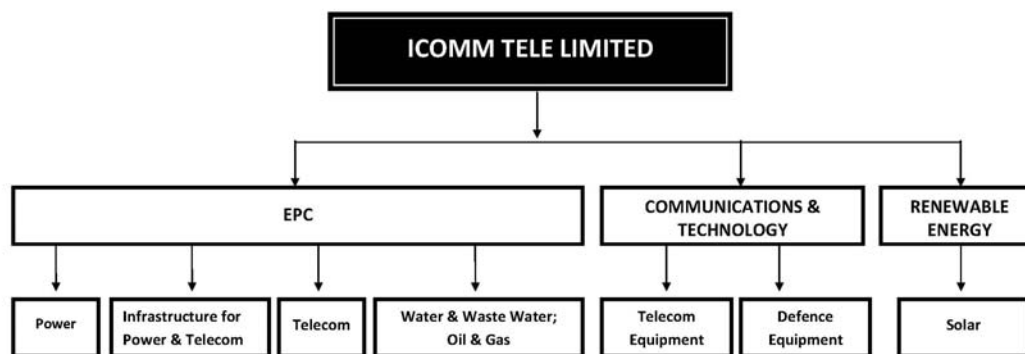 ICOMM TELE LIMITED
EPC
COMMUNICATIONS &
TECHNOLOGY
RENEWABLE
ENERGY
Power
Infrastructure for
Power & Telecom
Telecom
Water & Waste Water;
Oil & Gas
Telecom
Equipment
Defence
Equipment
Solar